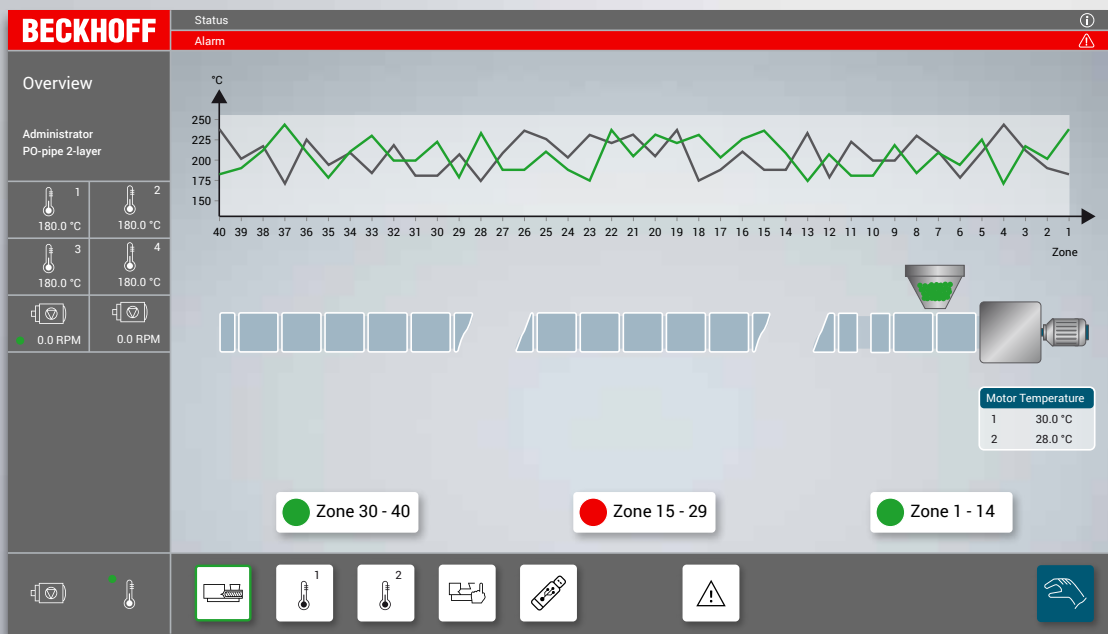 BECKHOFF
Status
Alarm
Overview
Administrator
PO-pipe 2-layer
1
180.0 °C
2
180.0 °C
3
180.0 °C
4
180.0 °C
0.0 RPM
0.0 RPM
°C
250
225
200
175
150
40 39 38 37 36 35 34 33 32 31 30 29 28 27 26 25 24 23 22 21 20 19 18 17 16 15 14 13 12 11 10 9 8 7 6 5 4 3 2 1
Zone
Motor Temperature
1 30.0 °C
2 28.0 °C
Zone 30 - 40
Zone 15 - 29
Zone 1 - 14
1
2